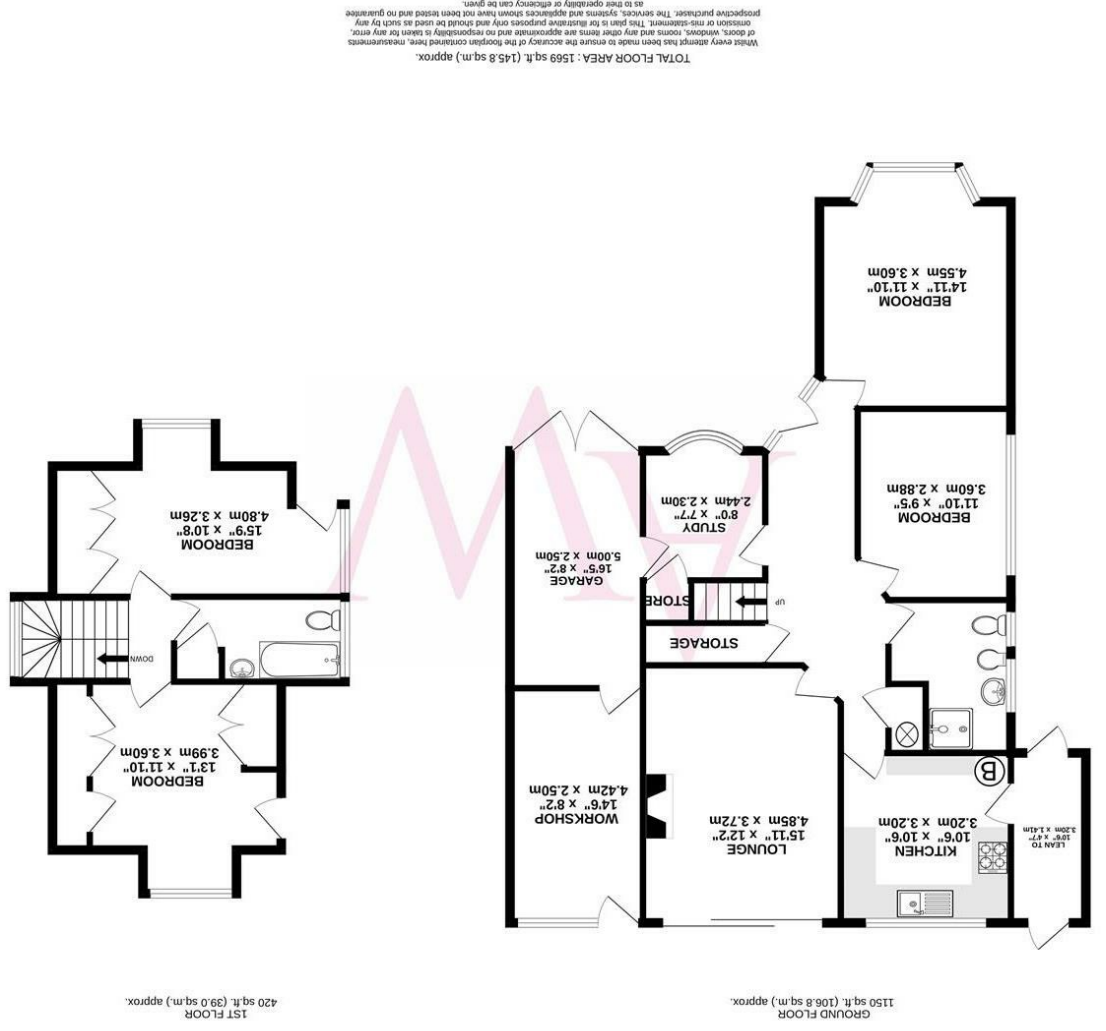 GROUND FLOOR
1150 sq.ft. (106.8 sq.m.) approx.
1ST FLOOR
420 sq.ft. (39.0 sq.m.) approx.
LEAN TO
10'6" x 4'7"
3.20m x 1.41m
KITCHEN
10'6" x 10'6"
3.20m x 3.20m
B
LOUNGE
15'11" x 12'2"
4.85m x 3.72m
WORKSHOP
14'6" x 8'2"
4.42m x 2.50m
STORAGE
STORE
UP
GARAGE
16'5" x 8'2"
5.00m x 2.50m
STUDY
8'0" x 7'7"
2.44m x 2.30m
BEDROOM
11'10" x 9'5"
3.60m x 2.88m
BEDROOM
14'11" x 11'10"
4.55m x 3.60m
BEDROOM
13'1" x 11'10"
3.99m x 3.60m
DOWN
BEDROOM
15'9" x 10'8"
4.80m x 3.26m
TOTAL FLOOR AREA : 1569 sq.ft. (145.8 sq.m.) approx.
Whilst every attempt has been made to ensure the accuracy of the floorplan contained here, measurements
of doors, windows, rooms and any other items are approximate and no responsibility is taken for any error,
omission or mis-statement. This plan is for illustrative purposes only and should be used as such by any
prospective purchaser. The services, systems and appliances shown have not been tested and no guarantee
as to their operability or efficiency can be given.